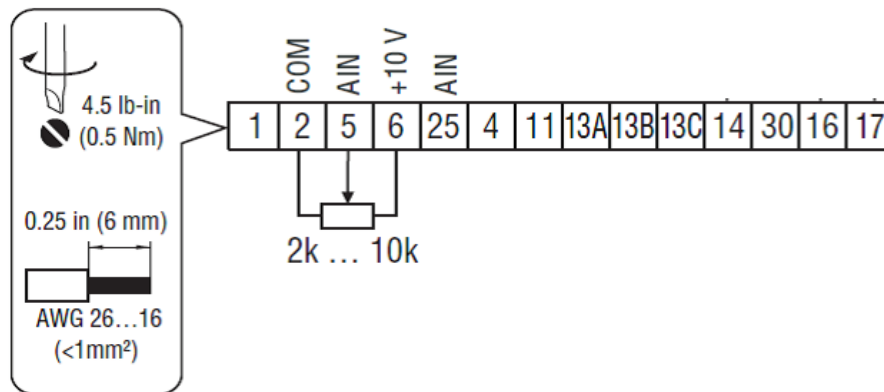 4.5 lb-in
(0.5 Nm)
0.25 in (6 mm)
AWG 26...16
(<1mm²)
COM
AIN
+10 V
AIN
1 2 5 6 25 4 11 13A 13B 13C 14 30 16 17
2k ... 10k